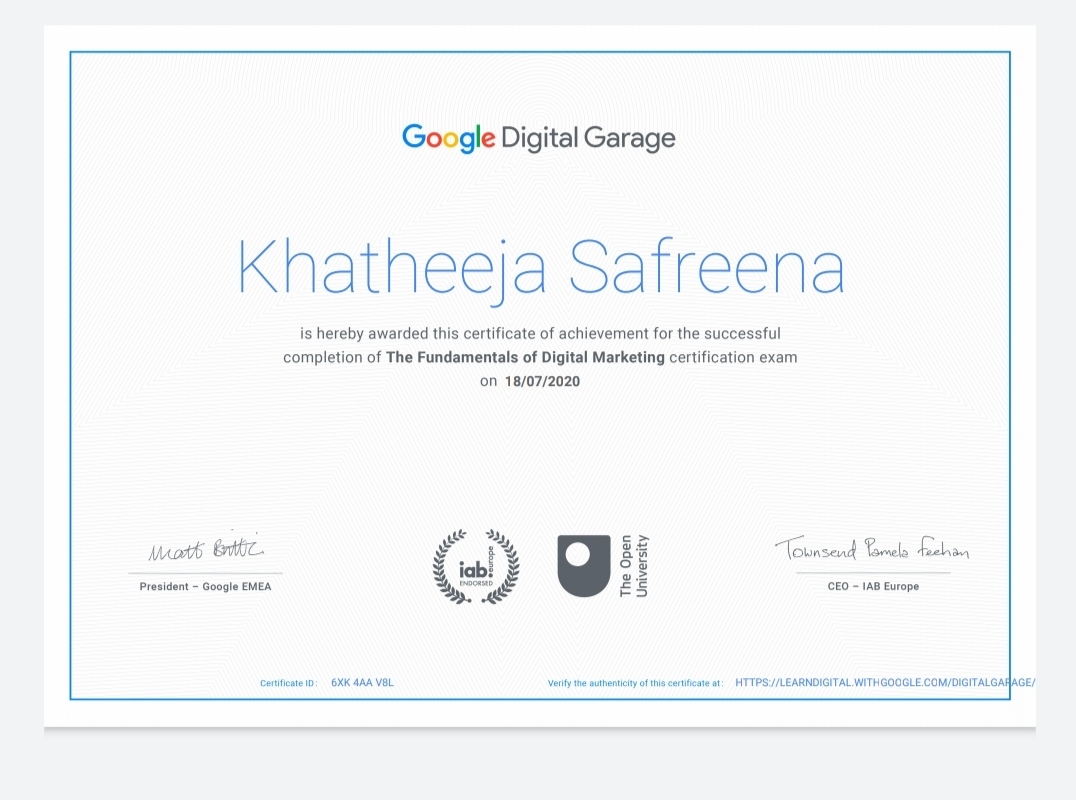 Google Digital Garage
Khatheeja Safreena
is hereby awarded this certificate of achievement for the successful
completion of The Fundamentals of Digital Marketing certification exam
on 18/07/2020
Matt Brittin
President – Google EMEA
iab europe
ENDORSED
The Open
University
Townsend Pamela Feehan
CEO – IAB Europe
Certificate ID : 6XK 4AA V8L
Verify the authenticity of this certificate at : HTTPS://LEARNDIGITAL.WITHGOOGLE.COM/DIGITALGARAGE/